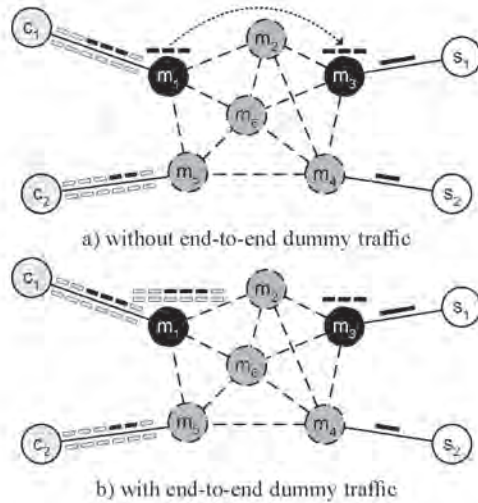 c₁
m₂
m₁
m₃
s₁
m₆
c₂
m₅
m₄
s₂
a) without end-to-end dummy traffic
c₁
m₂
m₁
m₃
s₁
m₆
c₂
m₅
m₄
s₂
b) with end-to-end dummy traffic